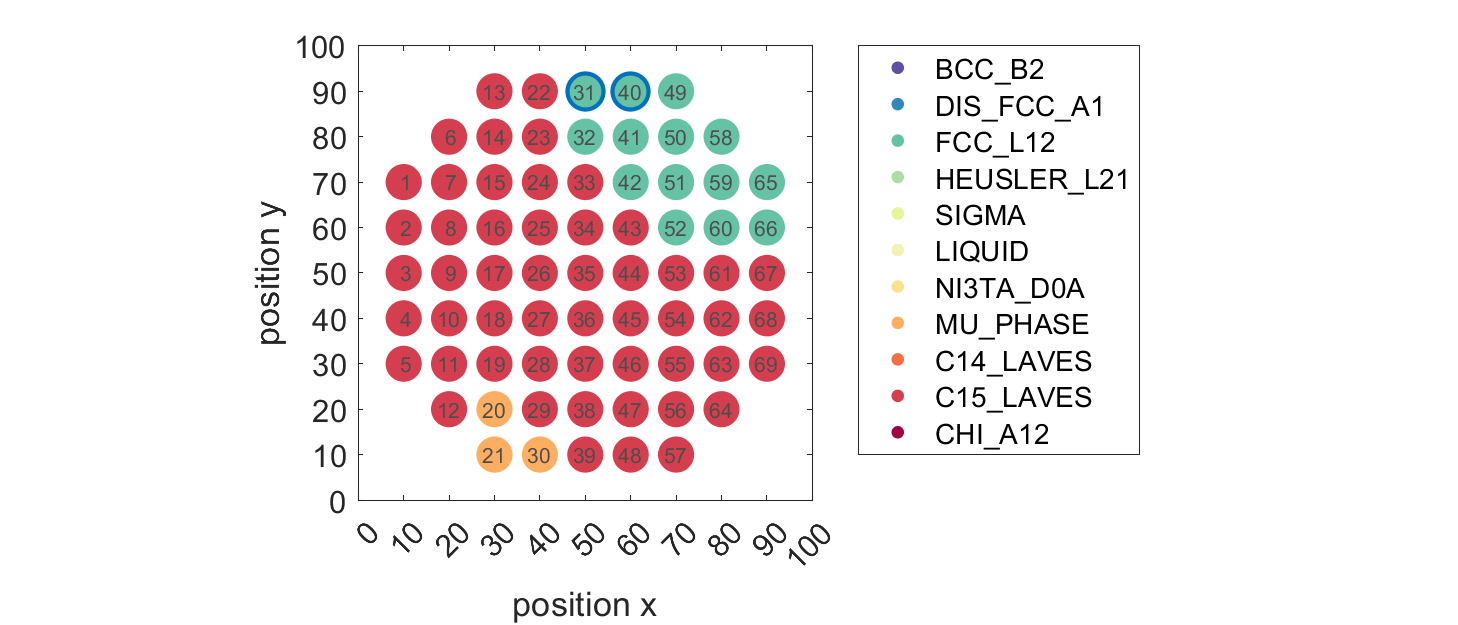 100
90
80
70
60
50
40
30
20
10
0
position y
13 22 31 40 49
6 14 23 32 41 50 58
1 7 15 24 33 42 51 59 65
2 8 16 25 34 43 52 60 66
3 9 17 26 35 44 53 61 67
4 10 18 27 36 45 54 62 68
5 11 19 28 37 46 55 63 69
12 20 29 38 47 56 64
21 30 39 48 57
0 10 20 30 40 50 60 70 80 90 100
position x
BCC_B2
DIS_FCC_A1
FCC_L12
HEUSLER_L21
SIGMA
LIQUID
NI3TA_D0A
MU_PHASE
C14_LAVES
C15_LAVES
CHI_A12